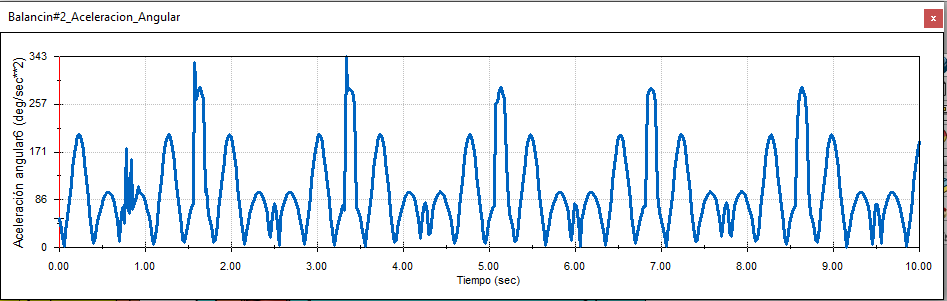 Balancin#2_Aceleracion_Angular
x
Aceleración angular6 (deg/sec**2)
343
257
171
86
0
0.00 1.00 2.00 3.00 4.00 5.00 6.00 7.00 8.00 9.00 10.00
Tiempo (sec)